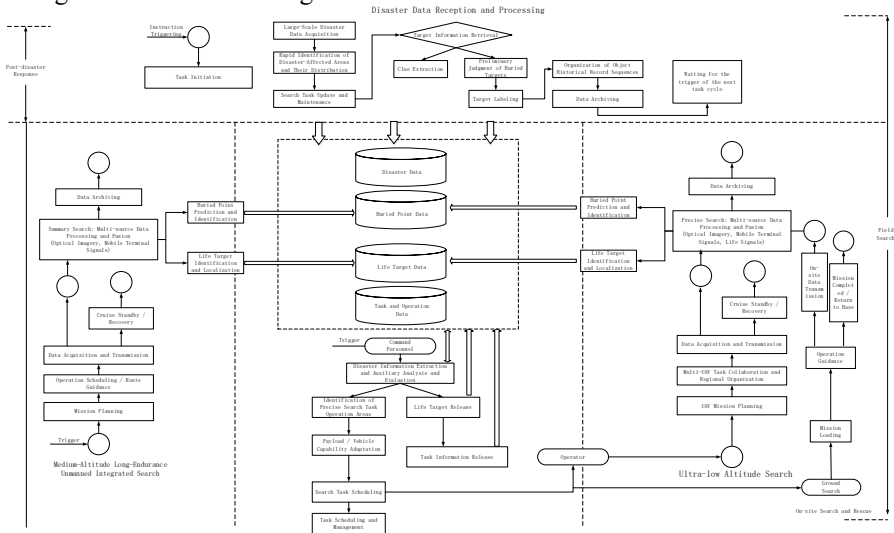 Disaster Data Reception and Processing
Post-disaster
Response
Instruction
Triggering
Task Initiation
Large-Scale Disaster
Data Acquisition
Rapid Identification of
Disaster-Affected Areas
and Their Distribution
Search Task Update and
Maintenance
Target Information Retrieval
Clue Extraction
Preliminary
judgment of Buried
Targets
Target Labeling
Organization of Object
Historical Record Sequences
Data Archiving
Waiting for the
trigger of the next
task cycle
Data Archiving
Summary Search: Multi-source Data
Processing and Fusion
(Optical Imagery, Mobile Terminal
Signals)
Buried Point
Prediction and
Identification
Life Target
Identification
and Localization
Cruise Standby /
Recovery
Data Acquisition and Transmission
Operation Scheduling / Route
Guidance
Mission Planning
Trigger
Medium-Altitude Long-Endurance
Unmanned Integrated Search
Disaster Data
Buried Point Data
Life Target Data
Task and Operation
Data
Trigger
Command
Personnel
Disaster Information Extraction
and Auxiliary Analysis and
Evaluation
Identification of
Precise Search Task
Operation Areas
Life Target Release
Payload / Vehicle
Capability Adaptation
Task Information Release
Search Task Scheduling
Task Scheduling and
Management
Data Archiving
Buried Point
Prediction and
Identification
Precise Search: Multi-source Data
Processing and Fusion
(Optical Imagery, Mobile Terminal
Signals, Life Signals)
Life Target
Identification
and Localization
Field
Search
On-
site
Data
Transm
ission
Mission
Complet
ed /
Return
to Base
Cruise Standby /
Recovery
Data Acquisition and Transmission
Operation
Guidance
Multi-UAV Task Collaboration and
Regional Organization
UAV Mission Planning
Mission
Loading
Operator
Ultra-low Altitude Search
Ground
Search
On-site Search and Rescue